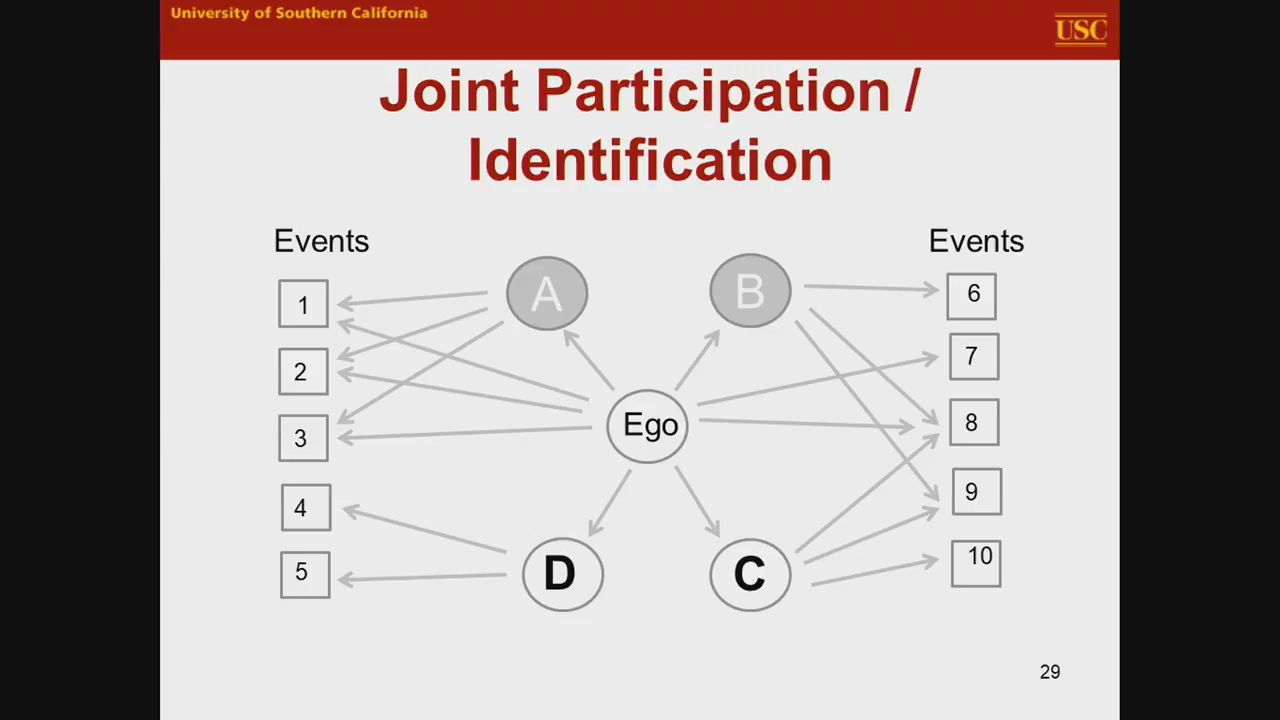 University of Southern California
USC
Joint Participation /
Identification
Events
Events
1
A
B
6
2
7
3
Ego
8
4
9
5
D
C
10
29